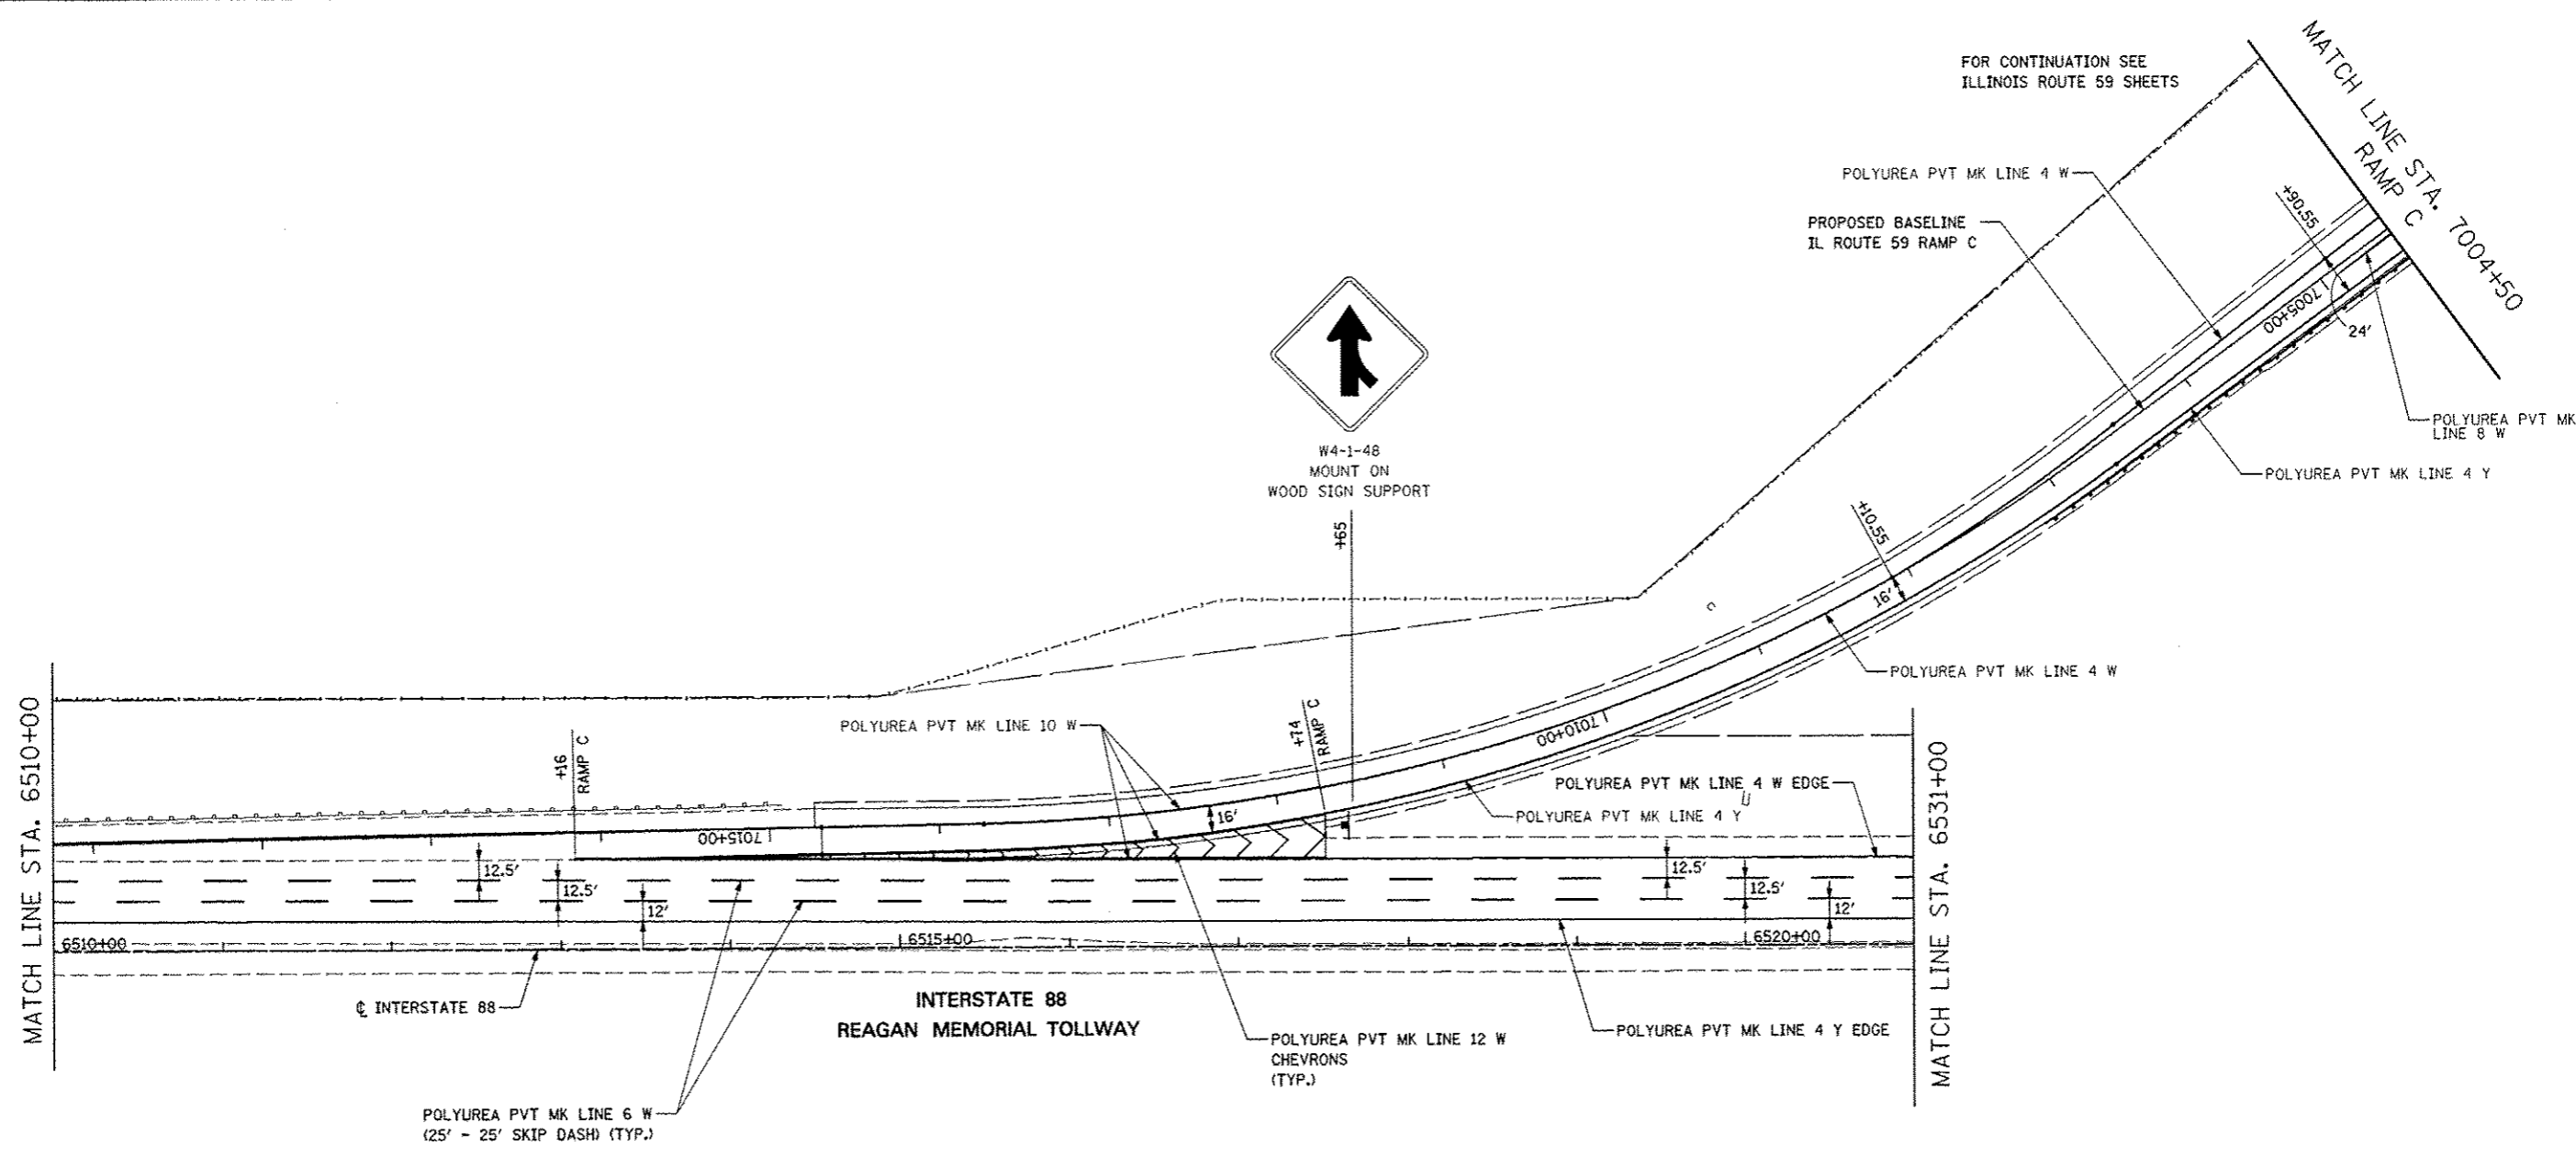 FOR CONTINUATION SEE
ILLINOIS ROUTE 59 SHEETS
MATCH LINE STA. 7004+50
RAMP C
POLYUREA PVT MK LINE 4 W
PROPOSED BASELINE
IL ROUTE 59 RAMP C
+90.55
7005+00
24'
POLYUREA PVT MK
LINE 8 W
POLYUREA PVT MK LINE 4 Y
W4-1-48
MOUNT ON
WOOD SIGN SUPPORT
+65
+10.55
16'
POLYUREA PVT MK LINE 4 W
MATCH LINE STA. 6510+00
+16
RAMP C
POLYUREA PVT MK LINE 10 W
+74
RAMP C
7010+00
POLYUREA PVT MK LINE 4 W EDGE
POLYUREA PVT MK LINE 4 Y
MATCH LINE STA. 6531+00
7015+00
16'
12.5'
12.5'
12'
12.5'
12.5'
12'
6510+00
6515+00
6520+00
℄ INTERSTATE 88
INTERSTATE 88
REAGAN MEMORIAL TOLLWAY
POLYUREA PVT MK LINE 12 W
CHEVRONS
(TYP.)
POLYUREA PVT MK LINE 4 Y EDGE
POLYUREA PVT MK LINE 6 W
(25' - 25' SKIP DASH) (TYP.)